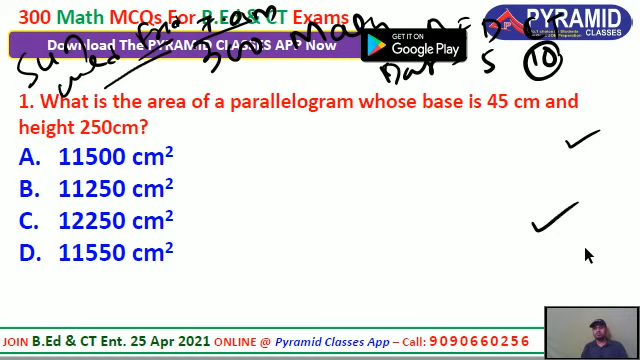 300 Math MCQs For B.Ed & CT Exams
Download The PYRAMID CLASSES APP Now
GET IT ON
Google Play
PYRAMID
CLASSES
300 Math
5
10
1. What is the area of a parallelogram whose base is 45 cm and
height 250cm?
A. 11500 cm²
B. 11250 cm²
C. 12250 cm²
D. 11550 cm²
JOIN B.Ed & CT Ent. 25 Apr 2021 ONLINE @ Pyramid Classes App – Call: 9090660256